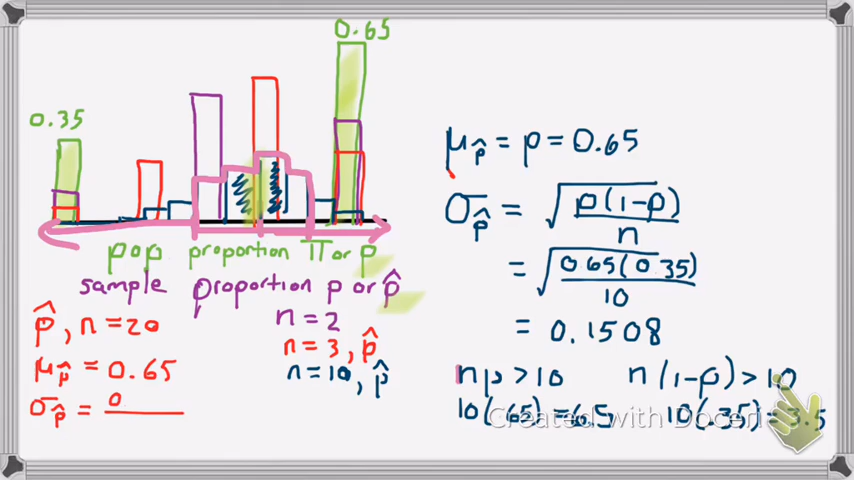 0.65
0.35
pop proportion π or p
sample proportion p or p̂
n = 2
n = 3, p̂
n = 10, p̂
p̂, n = 20
μp̂ = 0.65
σp̂ = 0
μp̂ = p = 0.65
σp̂ = √p(1-p)/n
= √0.65(0.35)/10
= 0.1508
np > 10 n(1-p) > 10
10(.65) = 6.5 10(.35) = 3.5
Created with Doceri